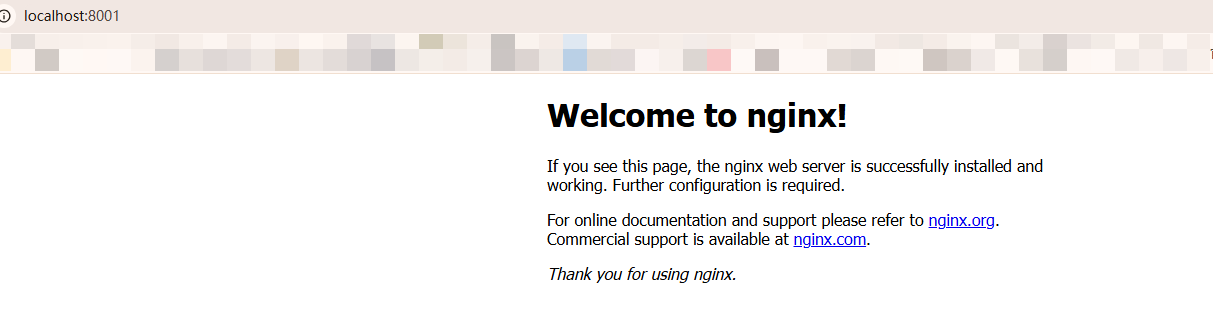 localhost:8001
Welcome to nginx!
If you see this page, the nginx web server is successfully installed and
working. Further configuration is required.
For online documentation and support please refer to nginx.org.
Commercial support is available at nginx.com.
Thank you for using nginx.